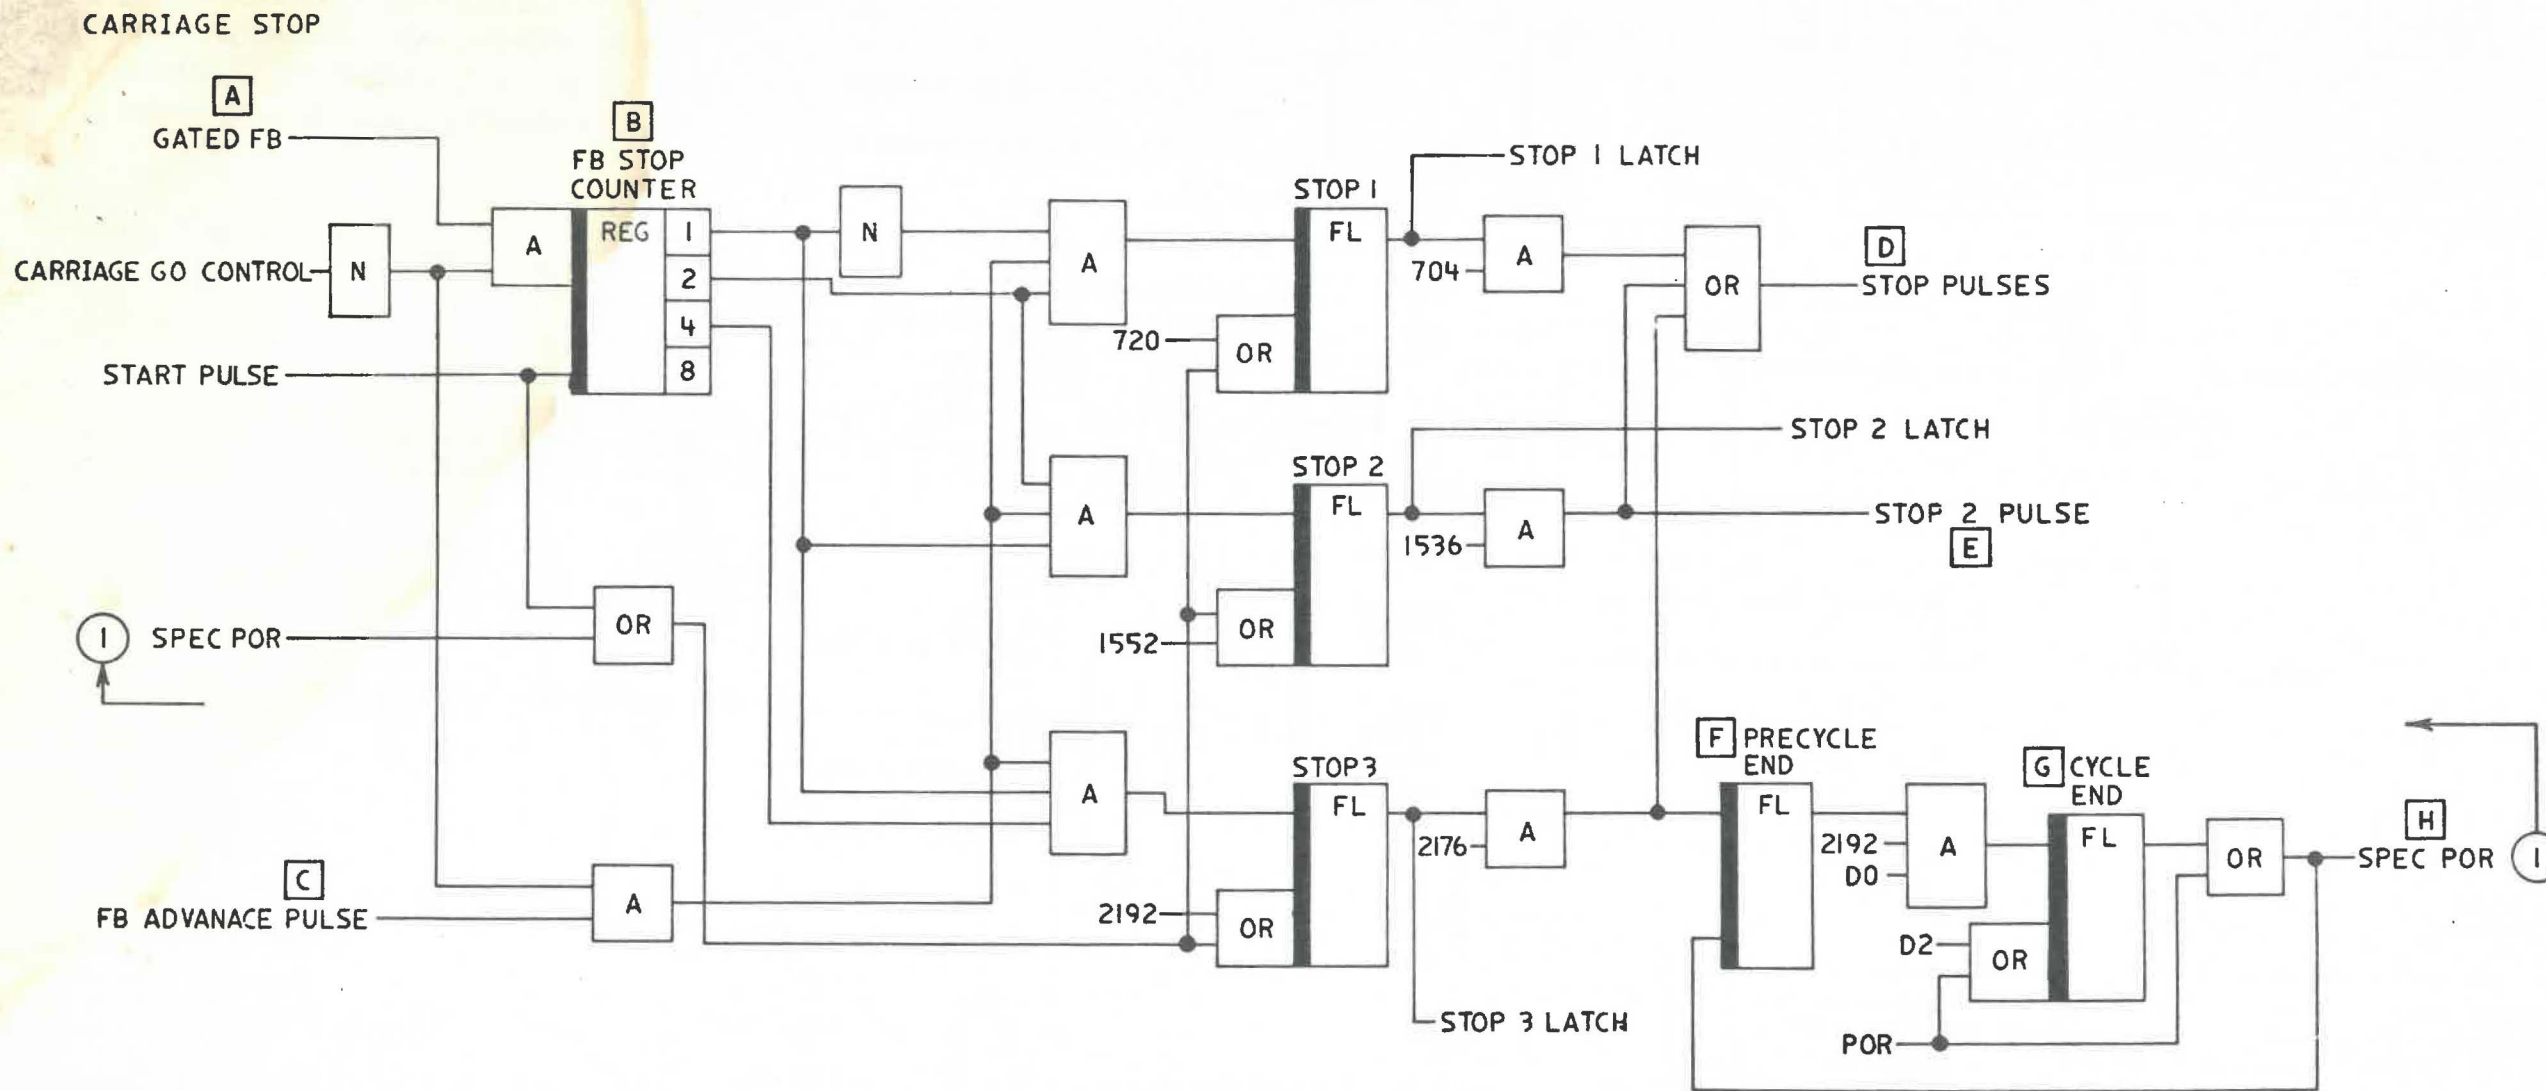 CARRIAGE STOP
A
GATED FB
B
FB STOP
COUNTER
STOP 1 LATCH
STOP 1
A
REG
1
N
A
FL
A
OR
D
STOP PULSES
CARRIAGE GO CONTROL
N
2
704
4
720
OR
START PULSE
8
STOP 2 LATCH
STOP 2
A
FL
A
STOP 2 PULSE
E
1536
1
SPEC POR
OR
1552
OR
F
PRECYCLE
END
G
CYCLE
END
STOP3
A
FL
2176
A
FL
2192
D0
A
FL
OR
H
SPEC POR
1
C
FB ADVANACE PULSE
A
2192
OR
D2
OR
STOP 3 LATCH
POR